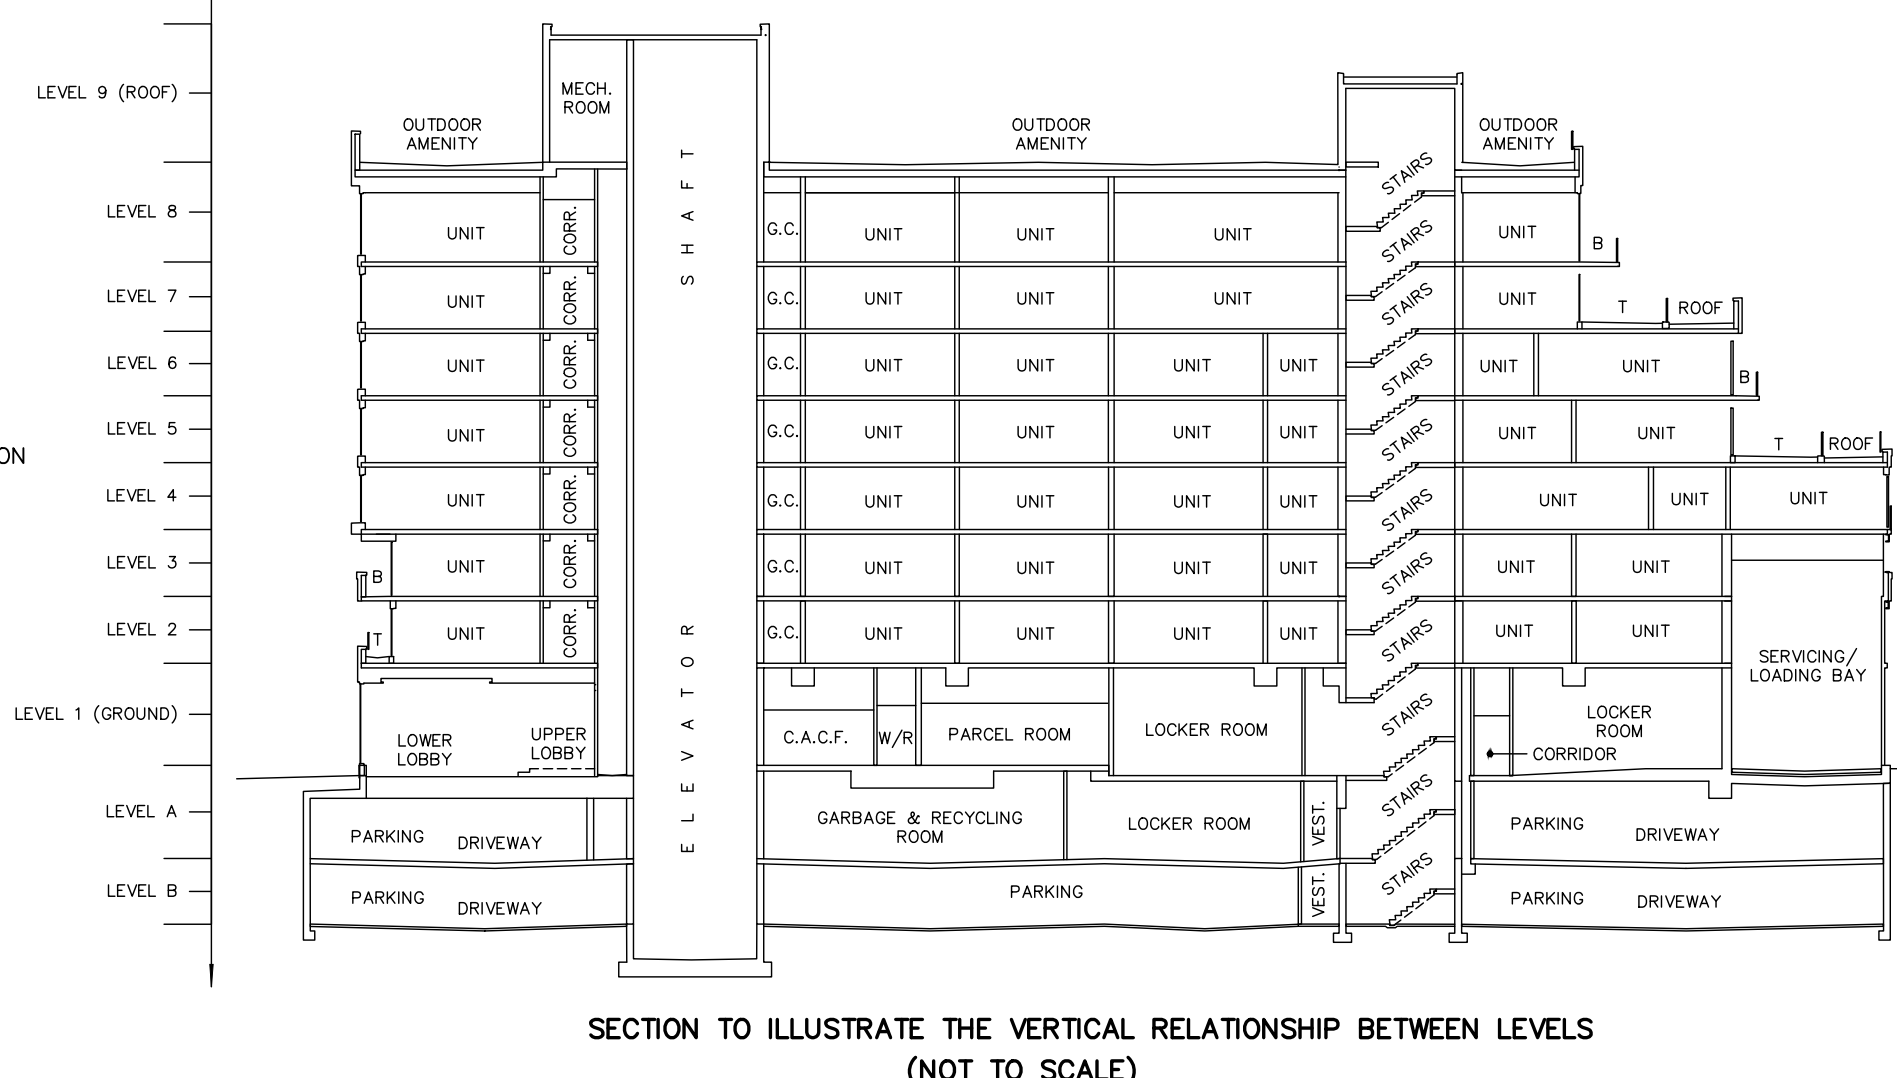 LEVEL 9 (ROOF)
MECH.
ROOM
OUTDOOR
AMENITY
OUTDOOR
AMENITY
OUTDOOR
AMENITY
STAIRS
LEVEL 8
UNIT
CORR.
G.C.
UNIT
UNIT
UNIT
STAIRS
UNIT
B
LEVEL 7
UNIT
CORR.
G.C.
UNIT
UNIT
UNIT
STAIRS
UNIT
T
ROOF
LEVEL 6
UNIT
CORR.
G.C.
UNIT
UNIT
UNIT
UNIT
STAIRS
UNIT
UNIT
B
LEVEL 5
UNIT
CORR.
G.C.
UNIT
UNIT
UNIT
UNIT
STAIRS
UNIT
UNIT
T
ROOF
ON
LEVEL 4
UNIT
CORR.
G.C.
UNIT
UNIT
UNIT
UNIT
STAIRS
UNIT
UNIT
UNIT
LEVEL 3
B
UNIT
CORR.
G.C.
UNIT
UNIT
UNIT
UNIT
STAIRS
UNIT
UNIT
LEVEL 2
T
UNIT
CORR.
G.C.
UNIT
UNIT
UNIT
UNIT
STAIRS
UNIT
UNIT
SERVICING/
LOADING BAY
ELEVATOR SHAFT
LEVEL 1 (GROUND)
LOWER
LOBBY
UPPER
LOBBY
C.A.C.F.
W/R
PARCEL ROOM
LOCKER ROOM
STAIRS
LOCKER
ROOM
CORRIDOR
LEVEL A
PARKING
DRIVEWAY
GARBAGE & RECYCLING
ROOM
LOCKER ROOM
VEST.
STAIRS
PARKING
DRIVEWAY
LEVEL B
PARKING
DRIVEWAY
PARKING
VEST.
STAIRS
PARKING
DRIVEWAY
SECTION TO ILLUSTRATE THE VERTICAL RELATIONSHIP BETWEEN LEVELS
(NOT TO SCALE)